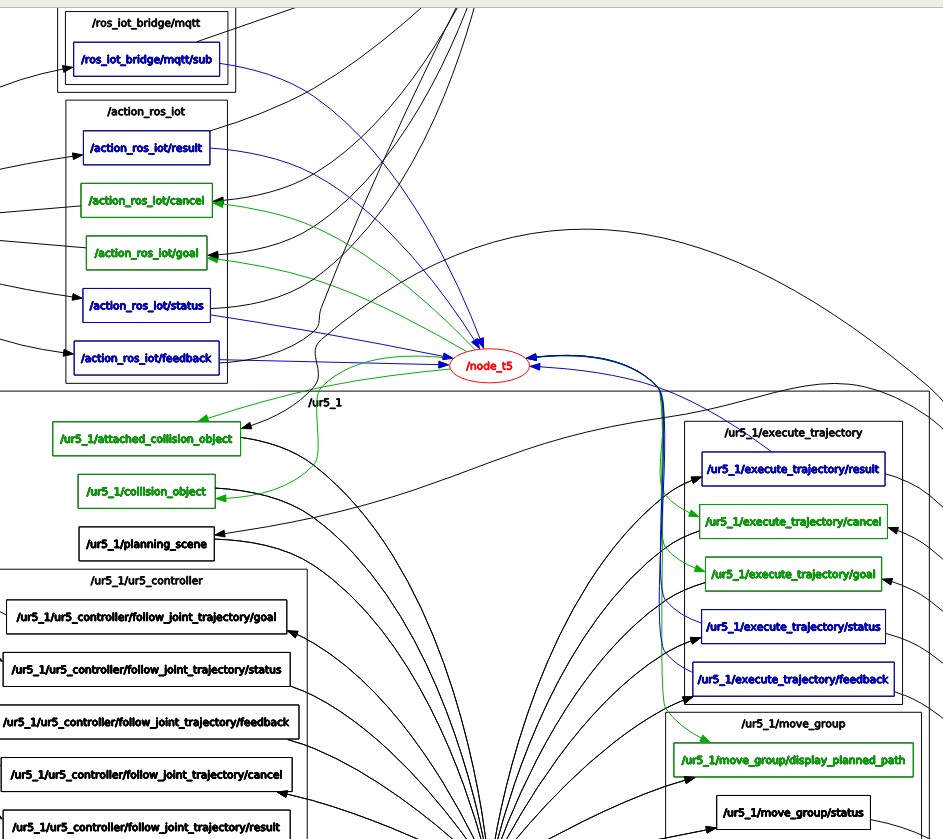 /ros_iot_bridge/mqtt
/ros_iot_bridge/mqtt/sub
/action_ros_iot
/action_ros_iot/result
/action_ros_iot/cancel
/action_ros_iot/goal
/action_ros_iot/status
/action_ros_iot/feedback
/node_t5
/ur5_1
/ur5_1/attached_collision_object
/ur5_1/collision_object
/ur5_1/planning_scene
/ur5_1/ur5_controller
/ur5_1/ur5_controller/follow_joint_trajectory/goal
/ur5_1/ur5_controller/follow_joint_trajectory/status
/ur5_1/ur5_controller/follow_joint_trajectory/feedback
/ur5_1/ur5_controller/follow_joint_trajectory/cancel
/ur5_1/ur5_controller/follow_joint_trajectory/result
/ur5_1/execute_trajectory
/ur5_1/execute_trajectory/result
/ur5_1/execute_trajectory/cancel
/ur5_1/execute_trajectory/goal
/ur5_1/execute_trajectory/status
/ur5_1/execute_trajectory/feedback
/ur5_1/move_group
/ur5_1/move_group/display_planned_path
/ur5_1/move_group/status